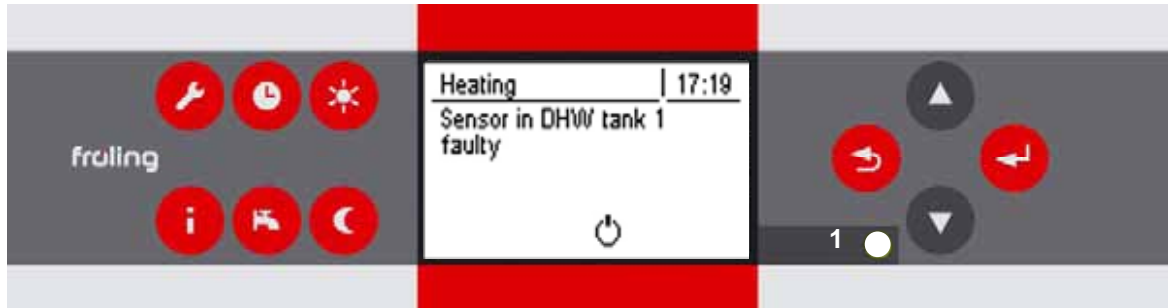 fröling
i
Heating 17:19
Sensor in DHW tank 1
faulty
1